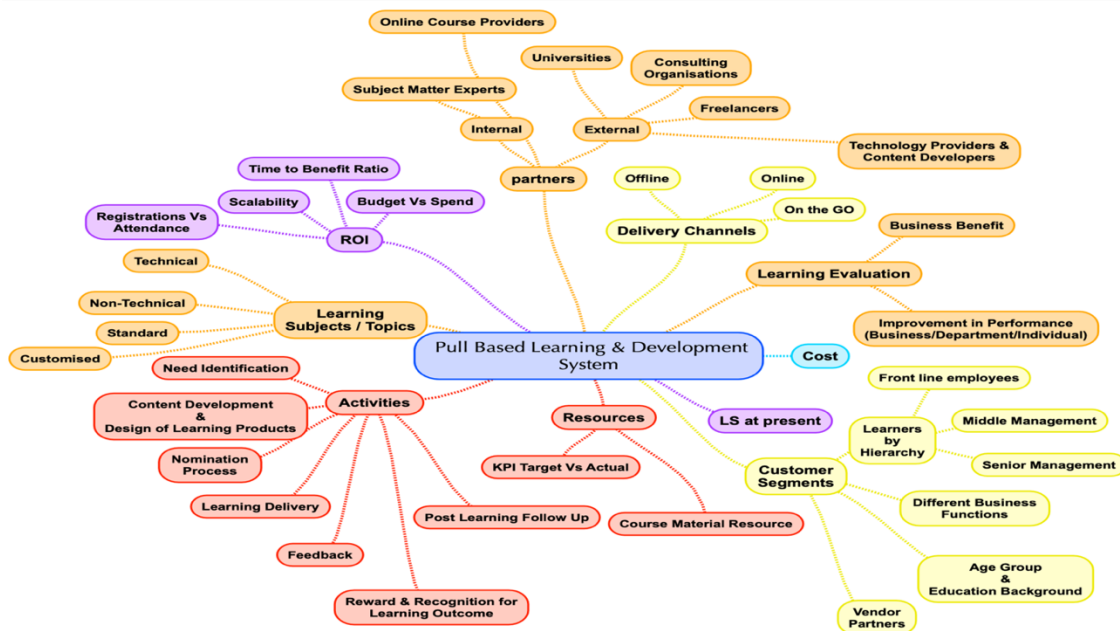 Online Course Providers
Universities
Consulting
Organisations
Subject Matter Experts
Freelancers
Internal
External
Technology Providers &
Content Developers
partners
Time to Benefit Ratio
Scalability
Budget Vs Spend
Registrations Vs
Attendance
ROI
Offline
Online
On the GO
Delivery Channels
Business Benefit
Learning Evaluation
Improvement in Performance
(Business/Department/Individual)
Technical
Non-Technical
Standard
Customised
Learning
Subjects / Topics
Pull Based Learning & Development
System
Cost
LS at present
Need Identification
Content Development
&
Design of Learning Products
Activities
Nomination
Process
Learning Delivery
Feedback
Post Learning Follow Up
Reward & Recognition for
Learning Outcome
Resources
KPI Target Vs Actual
Course Material Resource
Front line employees
Learners
by
Hierarchy
Middle Management
Senior Management
Customer
Segments
Different Business
Functions
Age Group
&
Education Background
Vendor
Partners